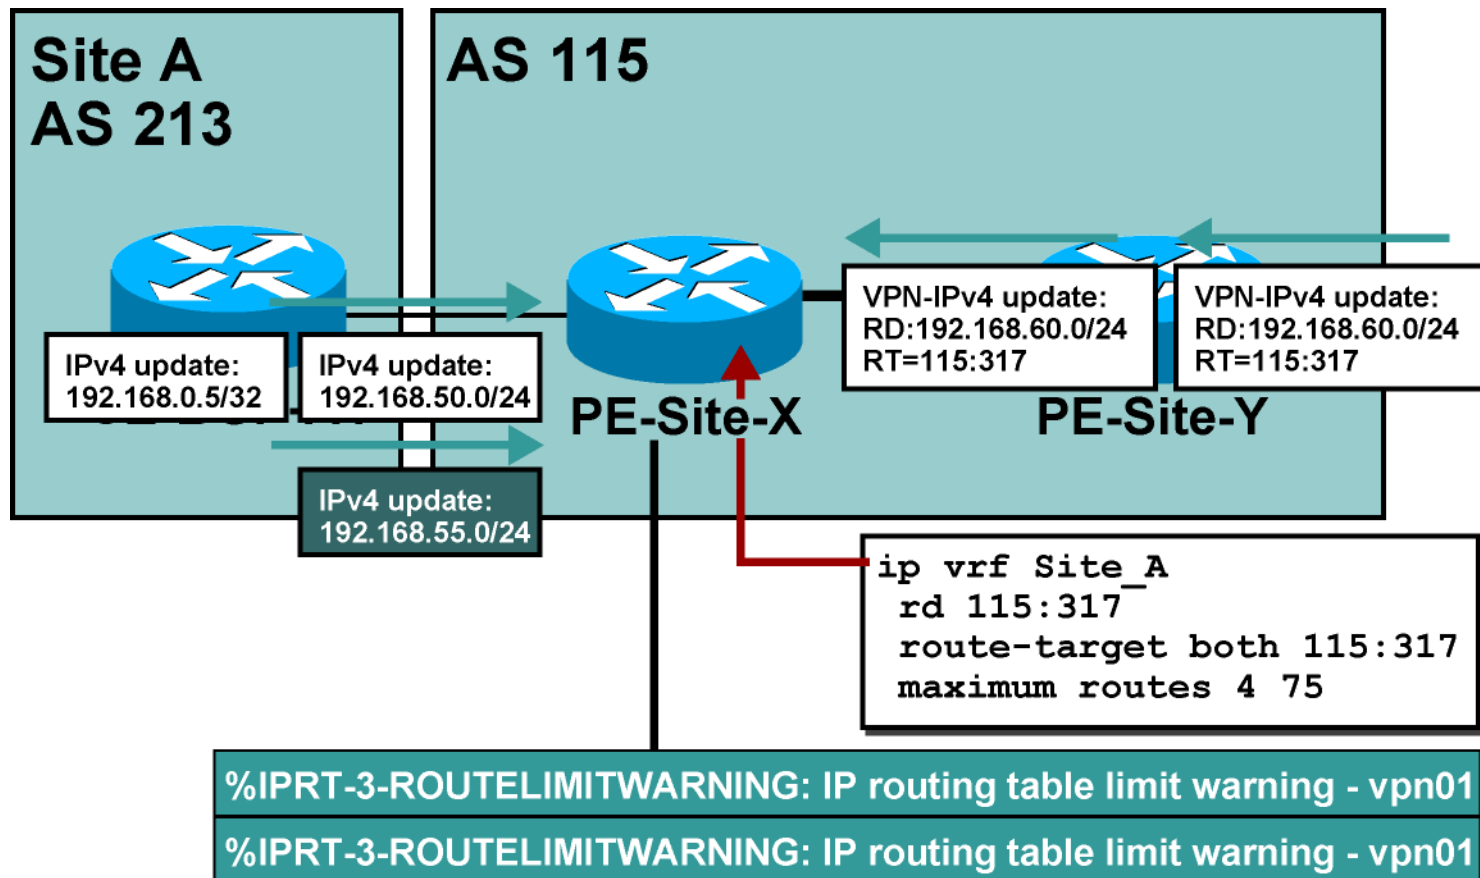 Site A
AS 213
AS 115
IPv4 update:
192.168.0.5/32
IPv4 update:
192.168.50.0/24
IPv4 update:
192.168.55.0/24
PE-Site-X
VPN-IPv4 update:
RD:192.168.60.0/24
RT=115:317
VPN-IPv4 update:
RD:192.168.60.0/24
RT=115:317
PE-Site-Y
ip vrf Site_A
rd 115:317
route-target both 115:317
maximum routes 4 75
%IPRT-3-ROUTELIMITWARNING: IP routing table limit warning - vpn01
%IPRT-3-ROUTELIMITWARNING: IP routing table limit warning - vpn01